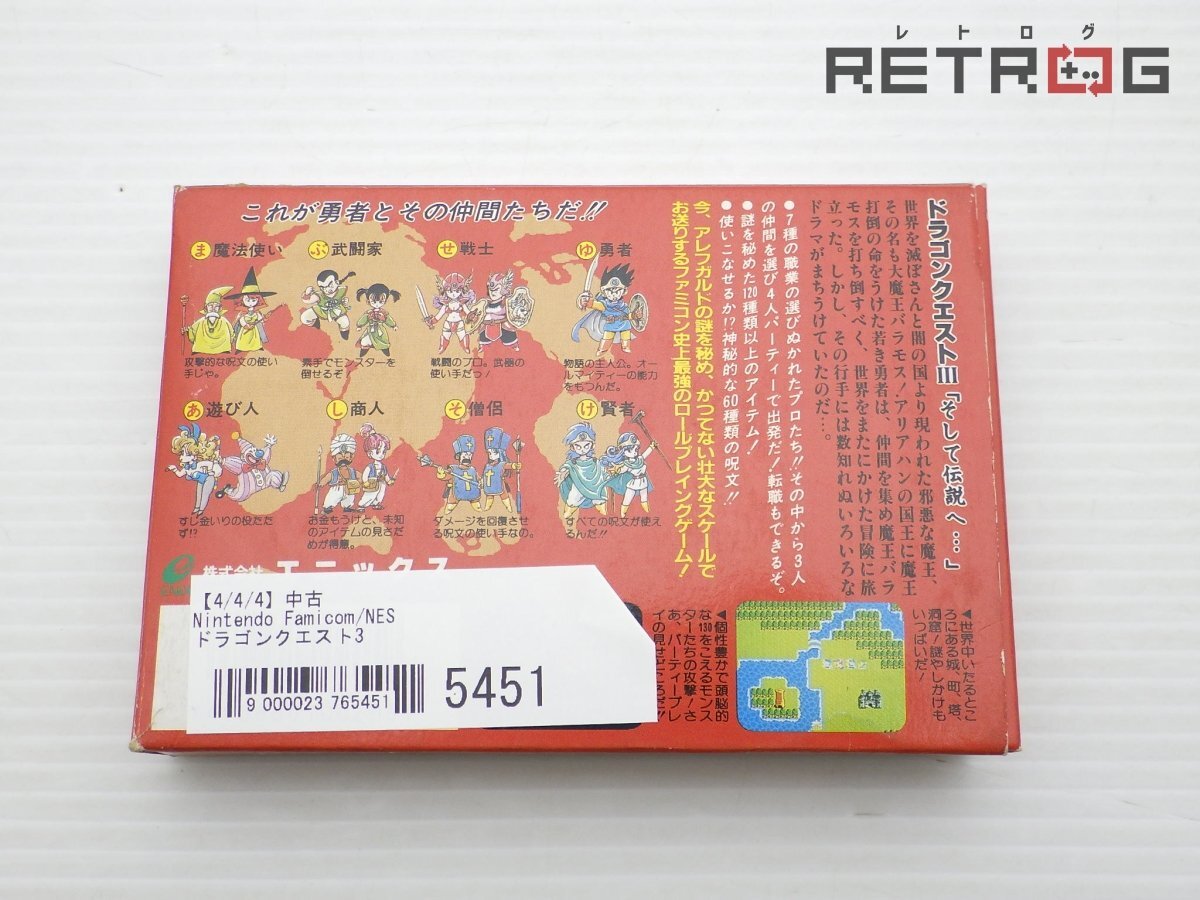 レトログ
RETROG
これが勇者とその仲間たちだ!!
ま 魔法使い
ぶ 武闘家
せ 戦士
ゆ 勇者
攻撃的な呪文の使い
手じゃ。
素手でモンスターを
倒せるぞ!
戦闘のプロ。武器の
使い手だっ!
物語の主人公。オー
ルマイティーの能力
をもつんだ。
あ 遊び人
し 商人
そ 僧侶
け 賢者
すじ金いりの役たた
ず!?
お金もうけと、未知
のアイテムの見さだ
めが得意。
ダメージを回復させ
る呪文の使い手なの。
すべての呪文が使え
るんだ!!
株式会社 エニックス
ドラゴンクエストIII「そして伝説へ…」
世界を滅ぼさんと闇の国より現われた邪悪な魔王、
その名も大魔王バラモス!アリアハンの国王に魔王
打倒の命をうけた若き勇者は、仲間を集め魔王バラ
モスを打ち倒すべく、世界をまたにかけた冒険に旅
立った。しかし、その行手には数知れぬいろいろな
ドラマがまちうけていたのだ…。
●7種の職業の選びぬかれたプロたち!!その中から3人
の仲間を選び4人パーティーで出発だ!転職もできるぞ。
●謎を秘めた120種類以上のアイテム!
●使いこなせるか!?神秘的な60種類の呪文!!
今、アレフガルドの謎を秘め、かつてない壮大なスケールで
お送りするファミコン史上最強のロールプレイングゲーム!
◀世界中いたるとこ
ろにある城、町、塔、
洞窟!謎やしかけも
いっぱいだ!
◀個性豊かで頭脳的
な130をこえるモンス
ターたちの攻撃!さ
あ、パーティープレ
イの見せどころだ!!
【4/4/4】中古
Nintendo Famicom/NES
ドラゴンクエスト3
9 000023 765451
5451